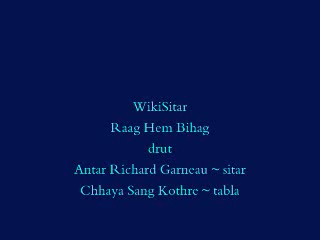 WikiSitar
Raag Hem Bihag
drut
Antar Richard Garneau ~ sitar
Chhaya Sang Kothre ~ tabla